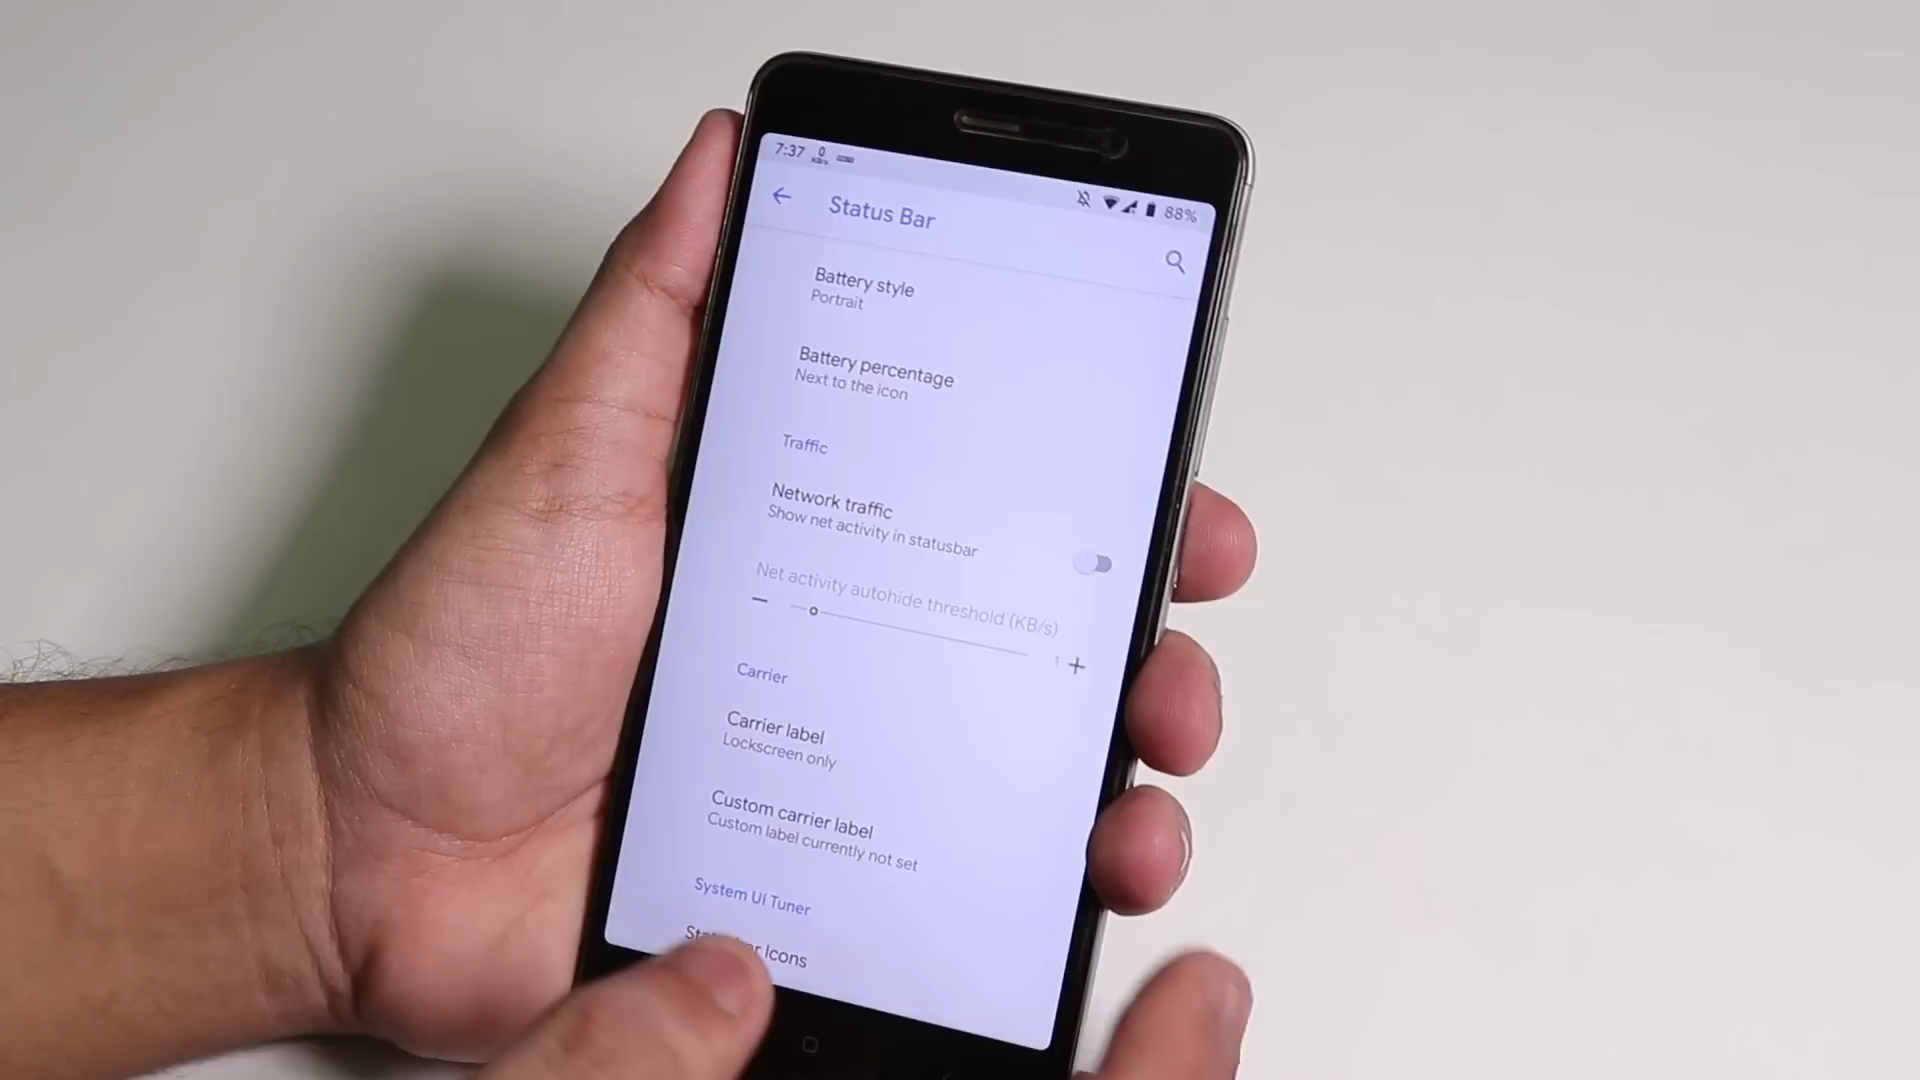 7:37 0 KB/s 88%
Status Bar
Battery style
Portrait
Battery percentage
Next to the icon
Traffic
Network traffic
Show net activity in statusbar
Net activity autohide threshold (KB/s)
1
Carrier
Carrier label
Lockscreen only
Custom carrier label
Custom label currently not set
System UI Tuner
Icons